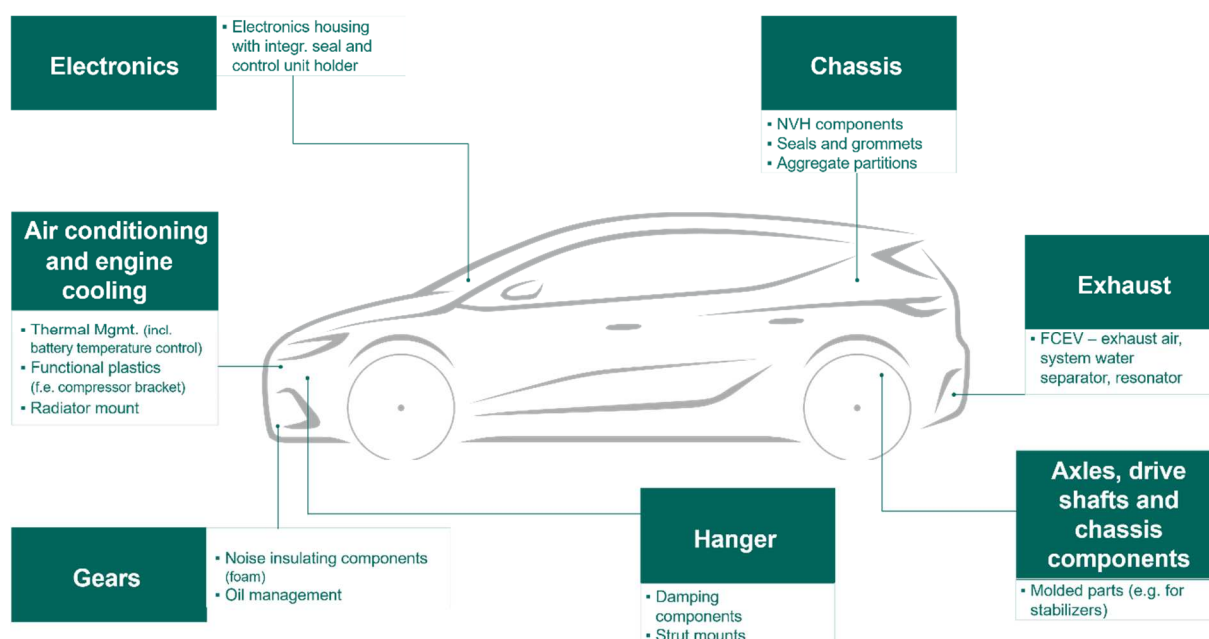 Electronics
▪ Electronics housing
with integr. seal and
control unit holder
Chassis
▪ NVH components
▪ Seals and grommets
▪ Aggregate partitions
Air conditioning
and engine
cooling
▪ Thermal Mgmt. (incl.
battery temperature control)
▪ Functional plastics
(f.e. compressor bracket)
▪ Radiator mount
Exhaust
▪ FCEV – exhaust air,
system water
separator, resonator
Axles, drive
shafts and
chassis
components
▪ Molded parts (e.g. for
stabilizers)
Hanger
▪ Damping
components
▪ Strut mounts
Gears
▪ Noise insulating components
(foam)
▪ Oil management